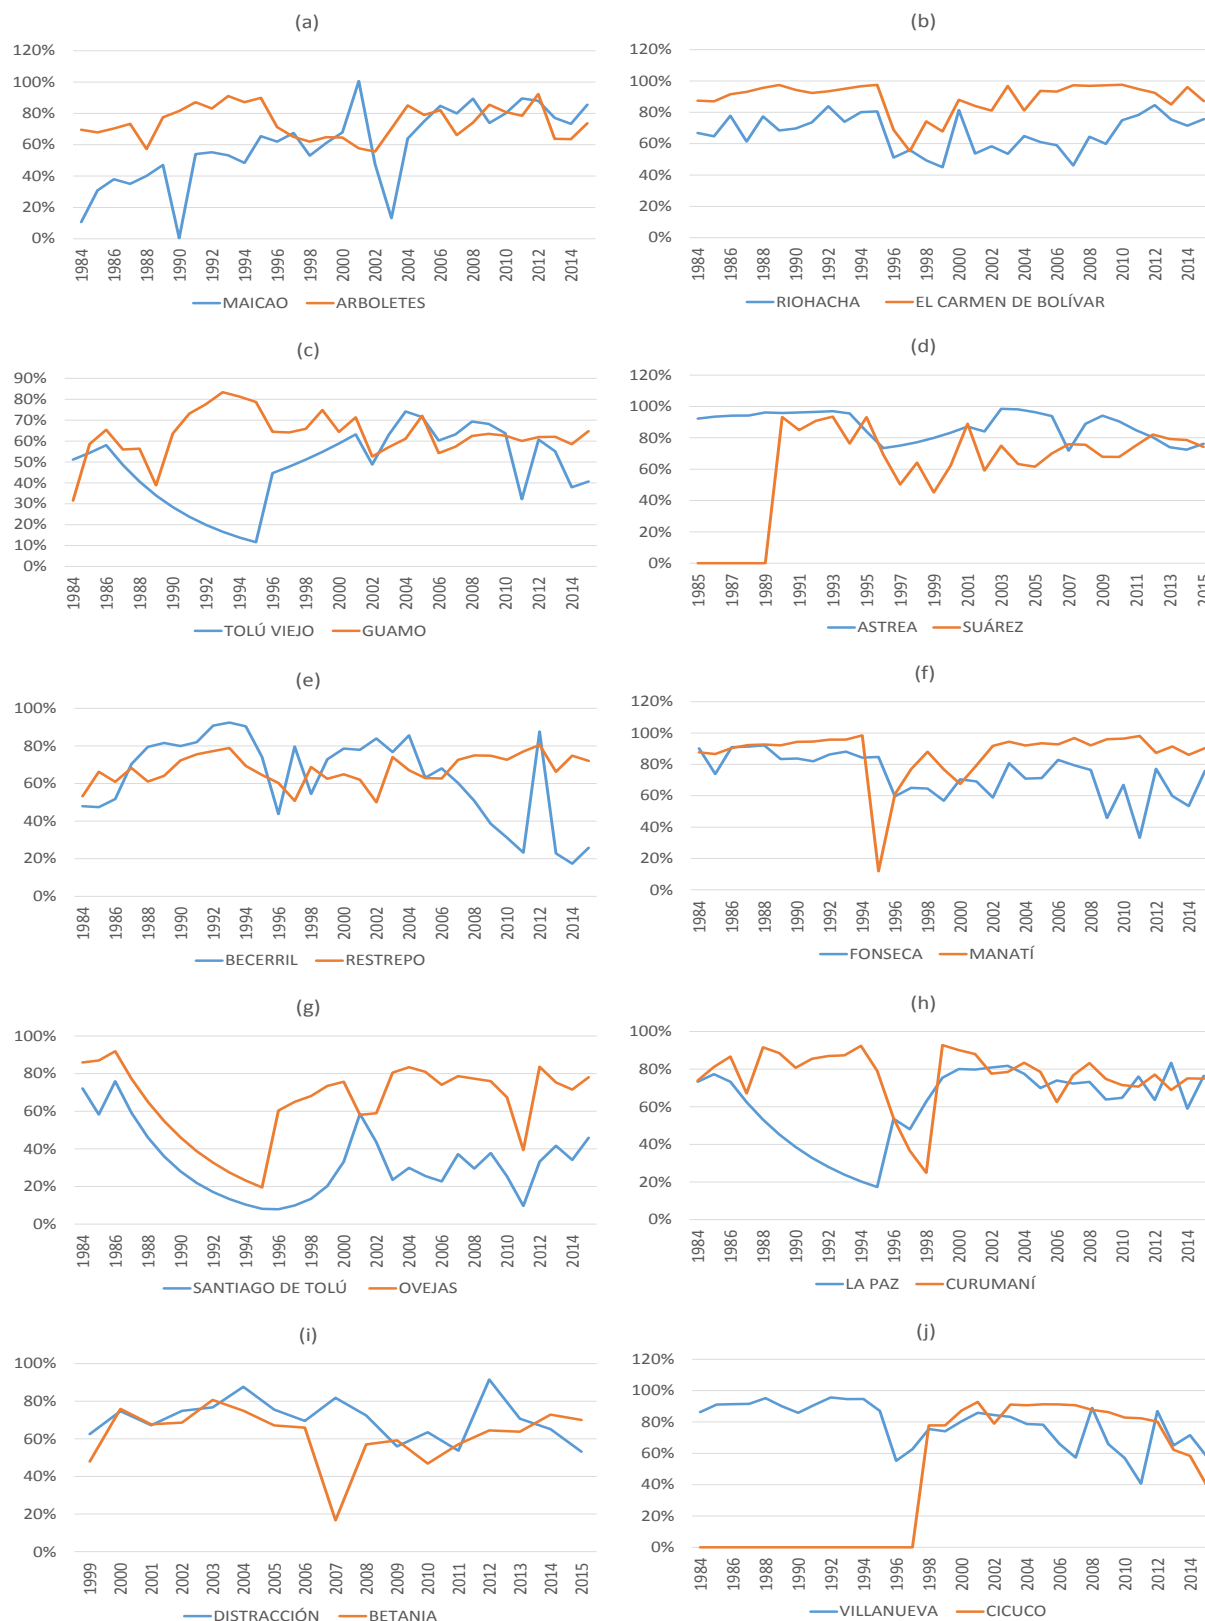 (a)
120%
100%
80%
60%
40%
20%
0%
1984 1986 1988 1990 1992 1994 1996 1998 2000 2002 2004 2006 2008 2010 2012 2014
MAICAO ARBOLETES
(b)
120%
100%
80%
60%
40%
20%
0%
1984 1986 1988 1990 1992 1994 1996 1998 2000 2002 2004 2006 2008 2010 2012 2014
RIOHACHA EL CARMEN DE BOLÍVAR
(c)
90%
80%
70%
60%
50%
40%
30%
20%
10%
0%
1984 1986 1988 1990 1992 1994 1996 1998 2000 2002 2004 2006 2008 2010 2012 2014
TOLÚ VIEJO GUAMO
(d)
120%
100%
80%
60%
40%
20%
0%
1985 1987 1989 1991 1993 1995 1997 1999 2001 2003 2005 2007 2009 2011 2013 2015
ASTREA SUÁREZ
(e)
100%
80%
60%
40%
20%
0%
1984 1986 1988 1990 1992 1994 1996 1998 2000 2002 2004 2006 2008 2010 2012 2014
BECERRIL RESTREPO
(f)
120%
100%
80%
60%
40%
20%
0%
1984 1986 1988 1990 1992 1994 1996 1998 2000 2002 2004 2006 2008 2010 2012 2014
FONSECA MANATÍ
(g)
100%
80%
60%
40%
20%
0%
1984 1986 1988 1990 1992 1994 1996 1998 2000 2002 2004 2006 2008 2010 2012 2014
SANTIAGO DE TOLÚ OVEJAS
(h)
100%
80%
60%
40%
20%
0%
1984 1986 1988 1990 1992 1994 1996 1998 2000 2002 2004 2006 2008 2010 2012 2014
LA PAZ CURUMANÍ
(i)
100%
80%
60%
40%
20%
0%
1999 2000 2001 2002 2003 2004 2005 2006 2007 2008 2009 2010 2011 2012 2013 2014 2015
DISTRACCIÓN BETANIA
(j)
120%
100%
80%
60%
40%
20%
0%
1984 1986 1988 1990 1992 1994 1996 1998 2000 2002 2004 2006 2008 2010 2012 2014
VILLANUEVA CICUCO